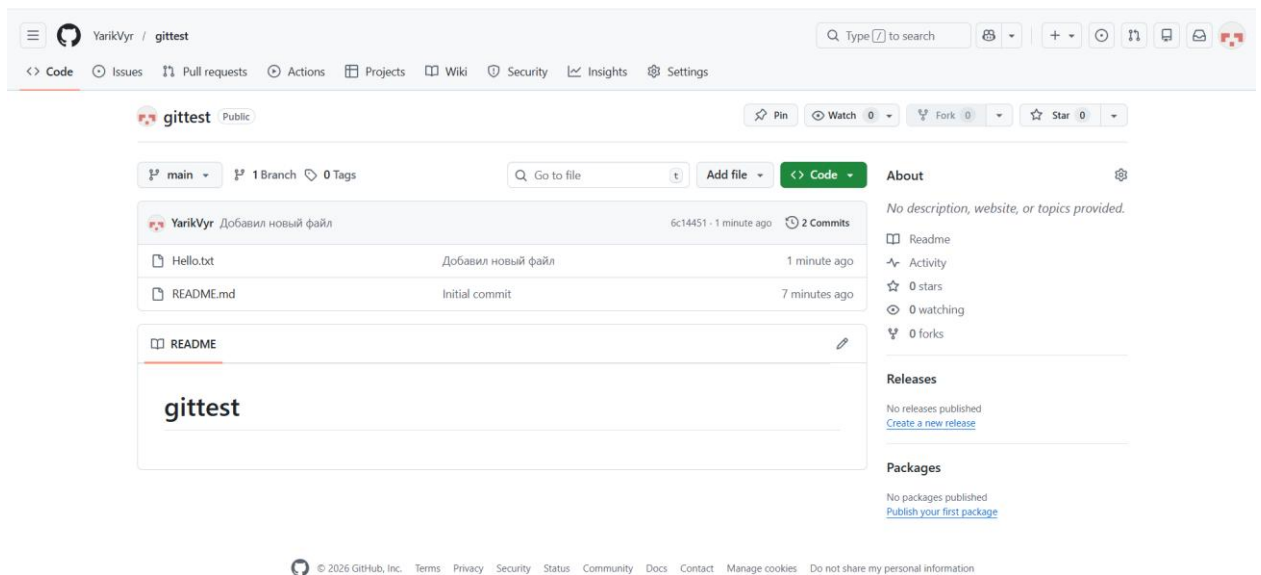 YarikVyr / gittest
Type / to search
Code Issues Pull requests Actions Projects Wiki Security Insights Settings
gittest Public
Pin Watch 0 Fork 0 Star 0
main 1 Branch 0 Tags
Go to file t Add file Code
YarikVyr Добавил новый файл 6c14451 · 1 minute ago 2 Commits
Hello.txt Добавил новый файл 1 minute ago
README.md Initial commit 7 minutes ago
README
gittest
About
No description, website, or topics provided.
Readme
Activity
0 stars
0 watching
0 forks
Releases
No releases published
Create a new release
Packages
No packages published
Publish your first package
© 2026 GitHub, Inc. Terms Privacy Security Status Community Docs Contact Manage cookies Do not share my personal information